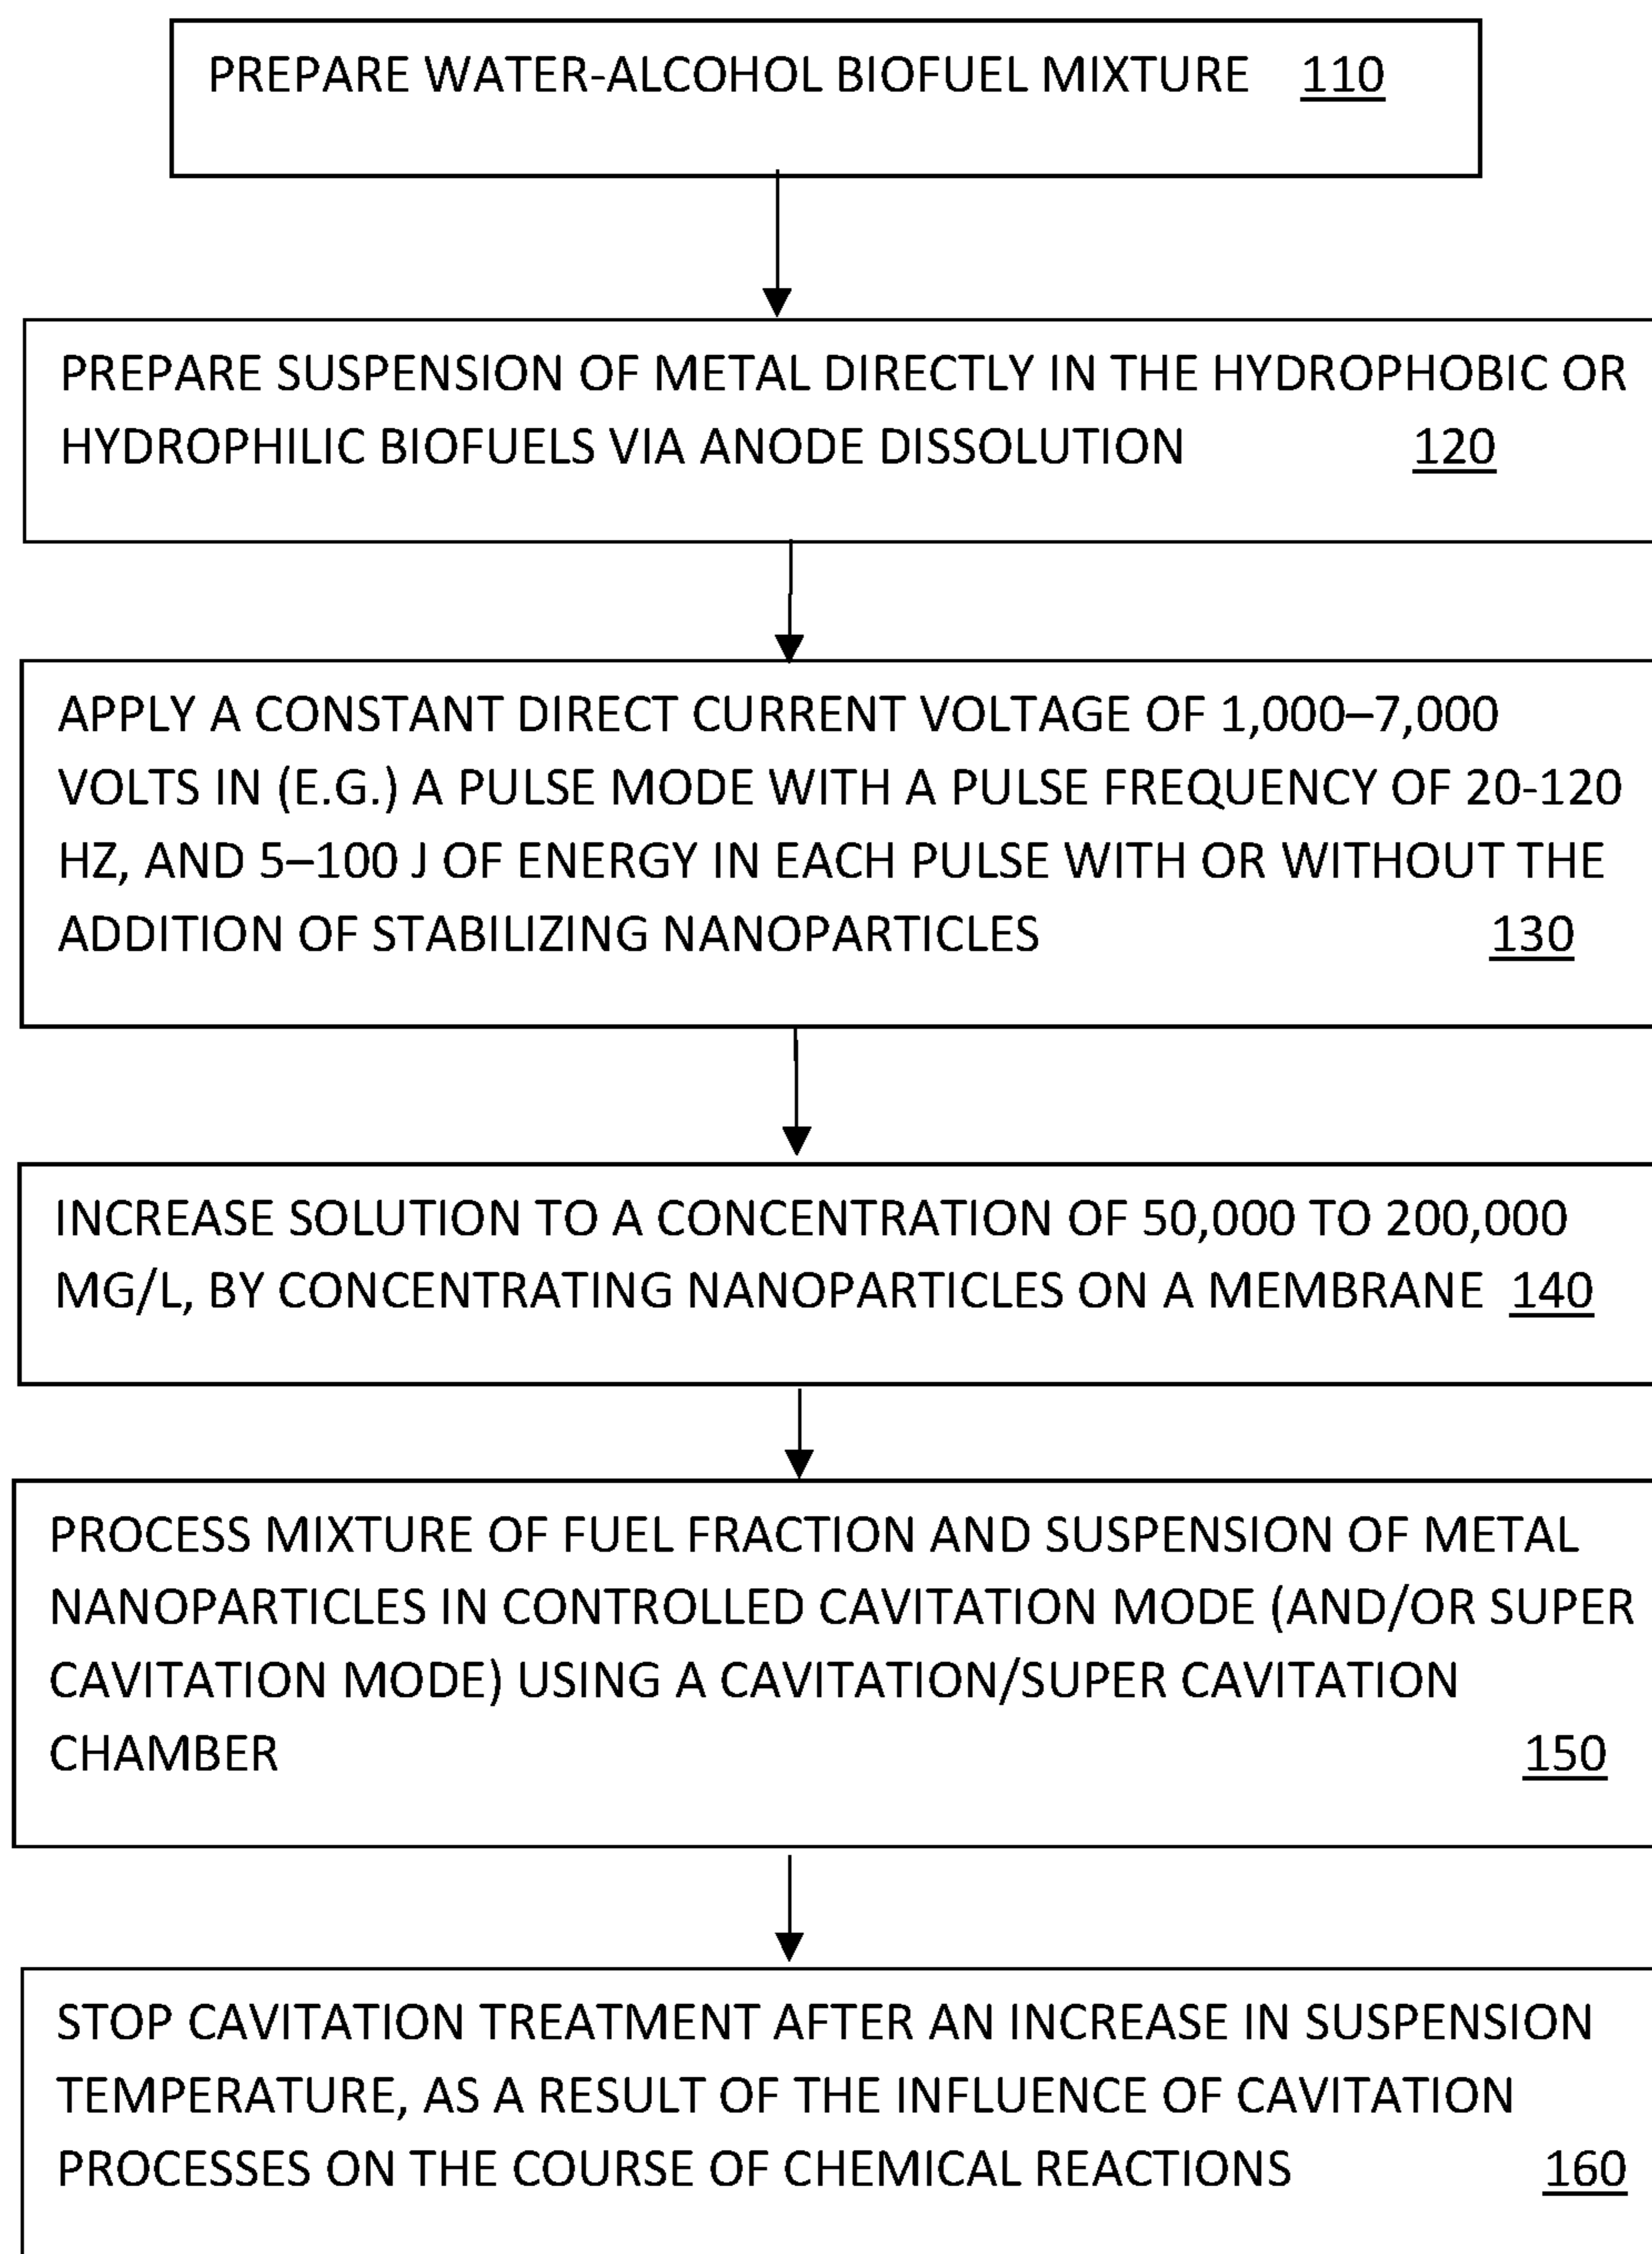 PREPARE WATER-ALCOHOL BIOFUEL MIXTURE 110
PREPARE SUSPENSION OF METAL DIRECTLY IN THE HYDROPHOBIC OR
HYDROPHILIC BIOFUELS VIA ANODE DISSOLUTION 120
APPLY A CONSTANT DIRECT CURRENT VOLTAGE OF 1,000–7,000
VOLTS IN (E.G.) A PULSE MODE WITH A PULSE FREQUENCY OF 20-120
HZ, AND 5–100 J OF ENERGY IN EACH PULSE WITH OR WITHOUT THE
ADDITION OF STABILIZING NANOPARTICLES 130
INCREASE SOLUTION TO A CONCENTRATION OF 50,000 TO 200,000
MG/L, BY CONCENTRATING NANOPARTICLES ON A MEMBRANE 140
PROCESS MIXTURE OF FUEL FRACTION AND SUSPENSION OF METAL
NANOPARTICLES IN CONTROLLED CAVITATION MODE (AND/OR SUPER
CAVITATION MODE) USING A CAVITATION/SUPER CAVITATION
CHAMBER 150
STOP CAVITATION TREATMENT AFTER AN INCREASE IN SUSPENSION
TEMPERATURE, AS A RESULT OF THE INFLUENCE OF CAVITATION
PROCESSES ON THE COURSE OF CHEMICAL REACTIONS 160